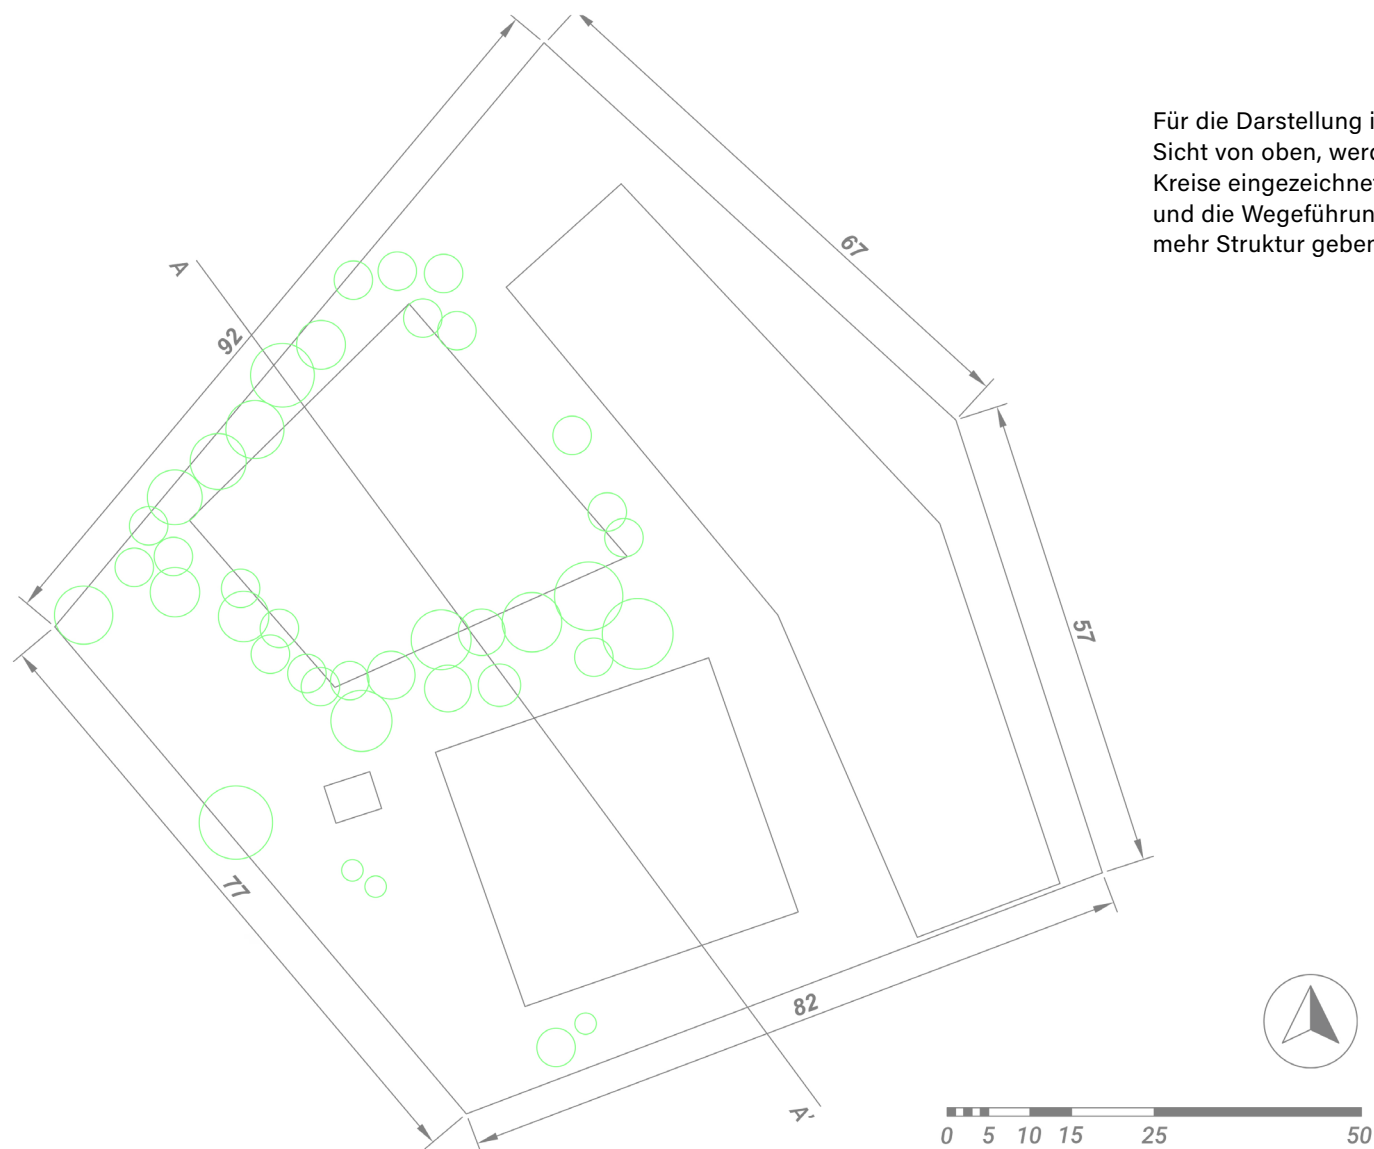 Für die Darstellung i
Sicht von oben, werd
Kreise eingezeichnet
und die Wegeführun
mehr Struktur geben
67
A
92
57
77
82
A'
0 5 10 15 25 50